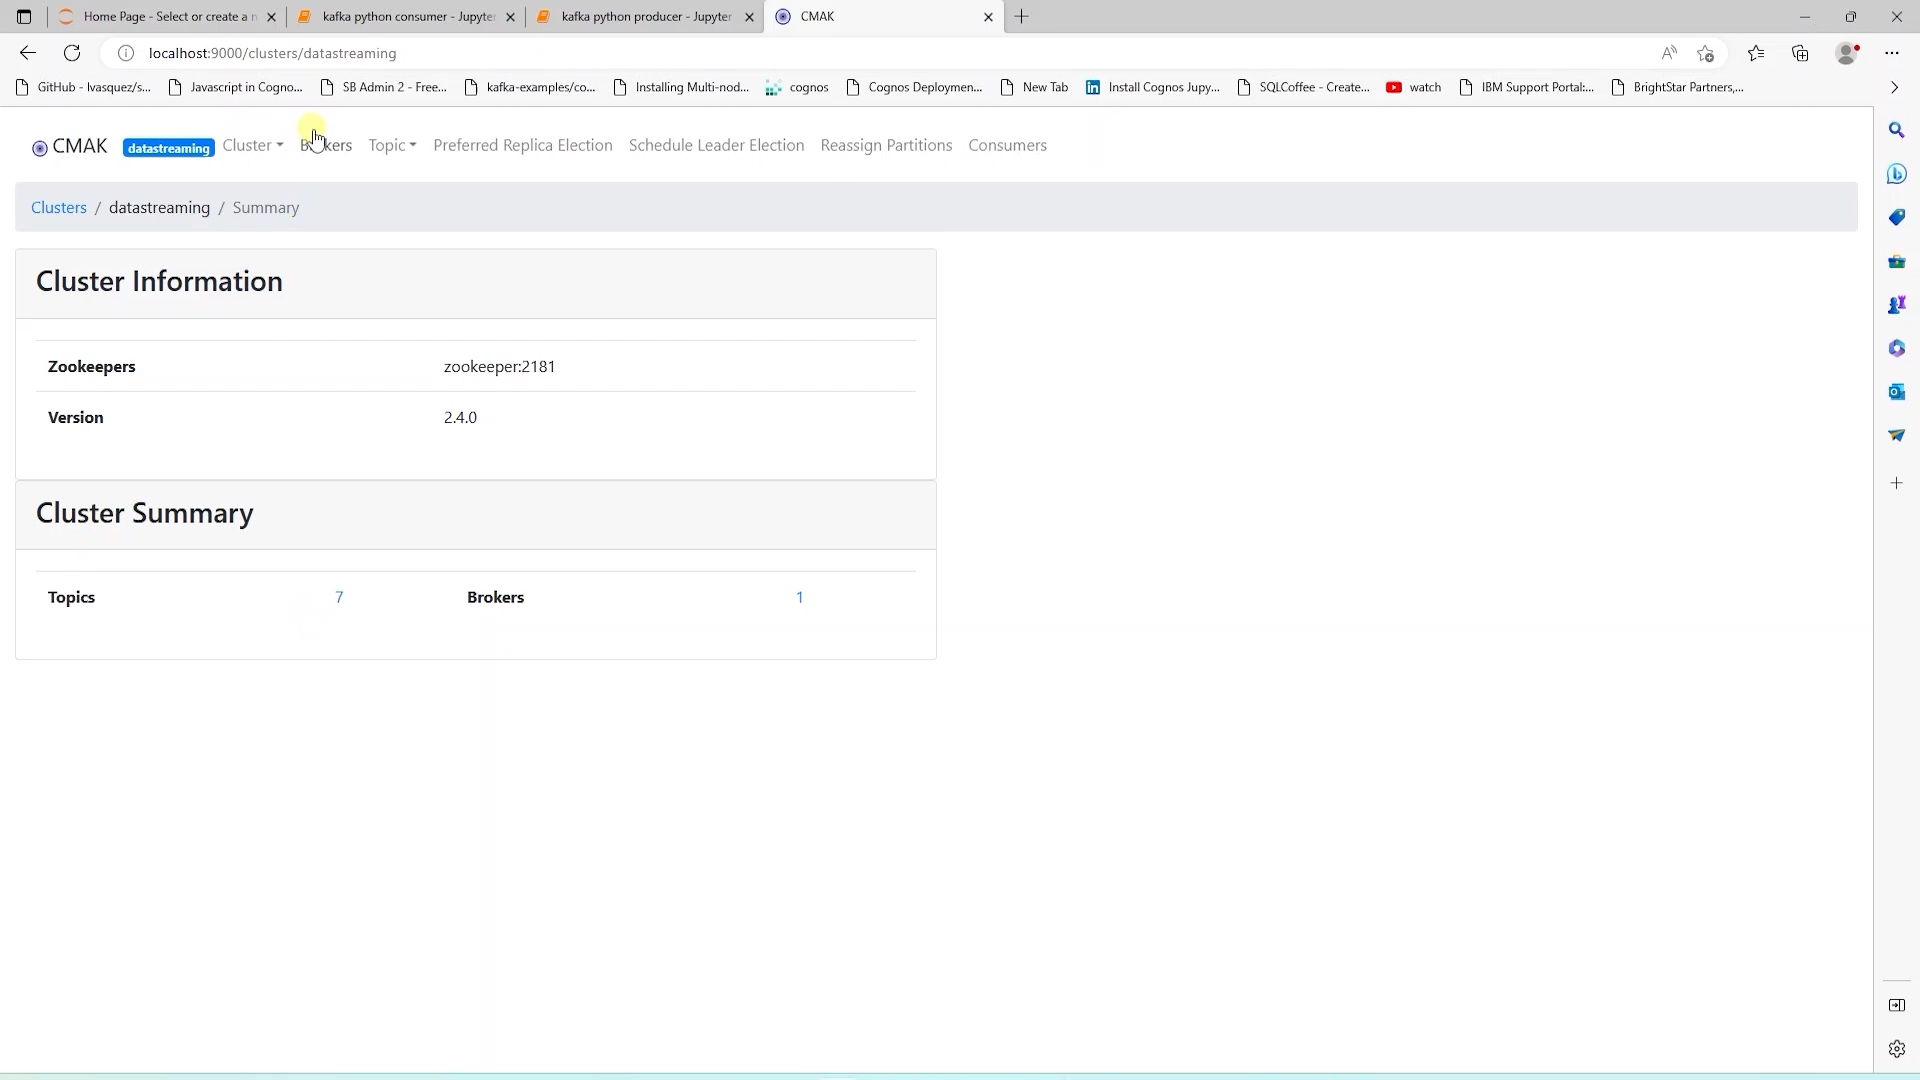 Home Page - Select or create a n
kafka python consumer - Jupyte
kafka python producer - Jupyter
CMAK
localhost:9000/clusters/datastreaming
GitHub - lvasquez/s...
Javascript in Cogno...
SB Admin 2 - Free...
kafka-examples/co...
Installing Multi-nod...
cognos
Cognos Deploymen...
New Tab
Install Cognos Jupy...
SQLCoffee - Create...
watch
IBM Support Portal:...
BrightStar Partners,...
CMAK datastreaming Cluster Brokers Topic Preferred Replica Election Schedule Leader Election Reassign Partitions Consumers
Clusters / datastreaming / Summary
Cluster Information
Zookeepers zookeeper:2181
Version 2.4.0
Cluster Summary
Topics 7 Brokers 1